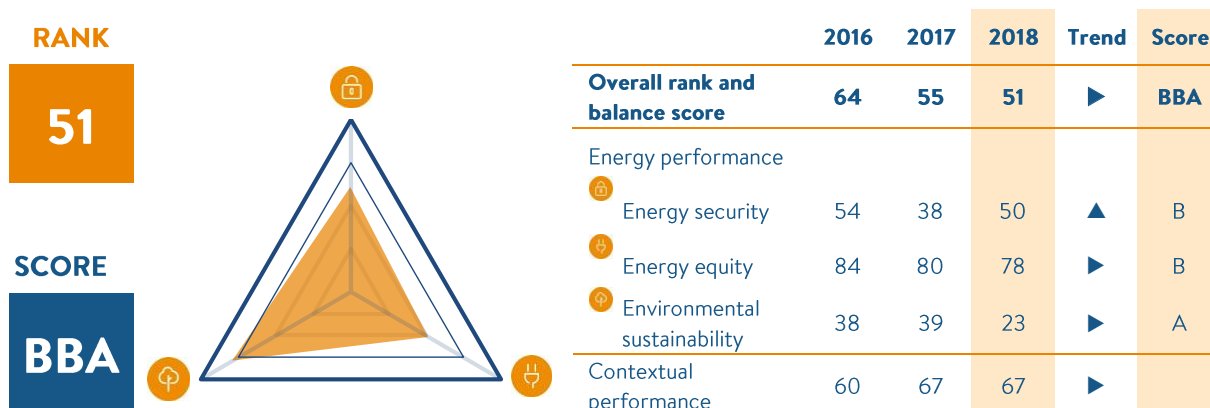 RANK
51
SCORE
BBA
2016 2017 2018 Trend Score
Overall rank and
balance score 64 55 51 ▶ BBA
Energy performance
Energy security 54 38 50 ▲ B
Energy equity 84 80 78 ▶ B
Environmental
sustainability 38 39 23 ▶ A
Contextual
performance 60 67 67 ▶